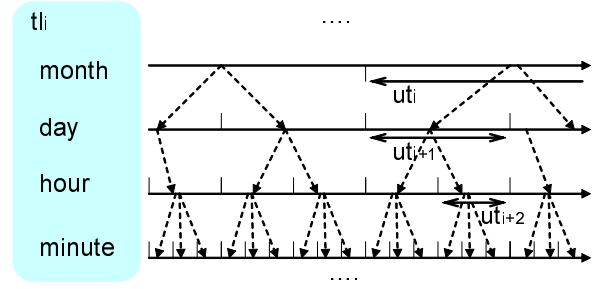 tli
....
month
uti
day
uti+1
hour
uti+2
minute
....